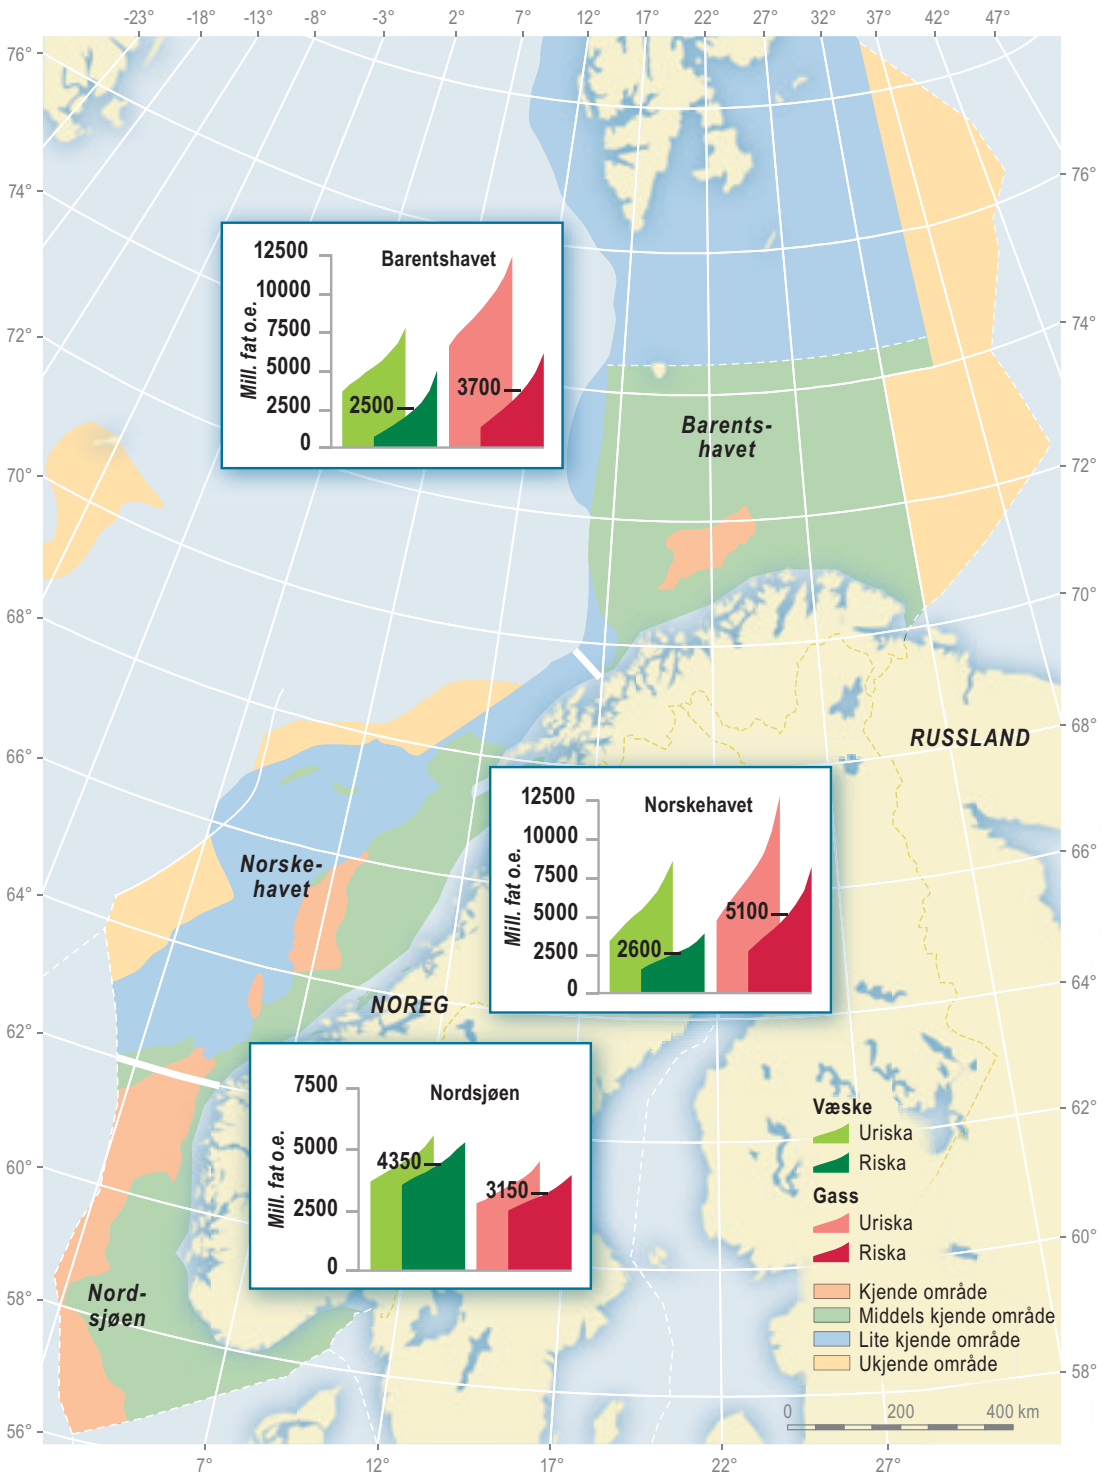 -23° -18° -13° -8° -3° 2° 7° 12° 17° 22° 27° 32° 37° 42° 47°
76°
74°
72°
70°
68°
66°
64°
62°
60°
58°
56°
76°
74°
72°
70°
68°
66°
64°
62°
60°
58°
Barentshavet
Mill. fat o.e.
12500
10000
7500
5000
2500
0
2500
3700
Barents-
havet
RUSSLAND
Norskehavet
Mill. fat o.e.
12500
10000
7500
5000
2500
0
2600
5100
Norske-
havet
NOREG
Nordsjøen
Mill. fat o.e.
7500
5000
2500
0
4350
3150
Nord-
sjøen
Væske
Uriska
Riska
Gass
Uriska
Riska
Kjende område
Middels kjende område
Lite kjende område
Ukjende område
0 200 400 km
7° 12° 17° 22° 27°